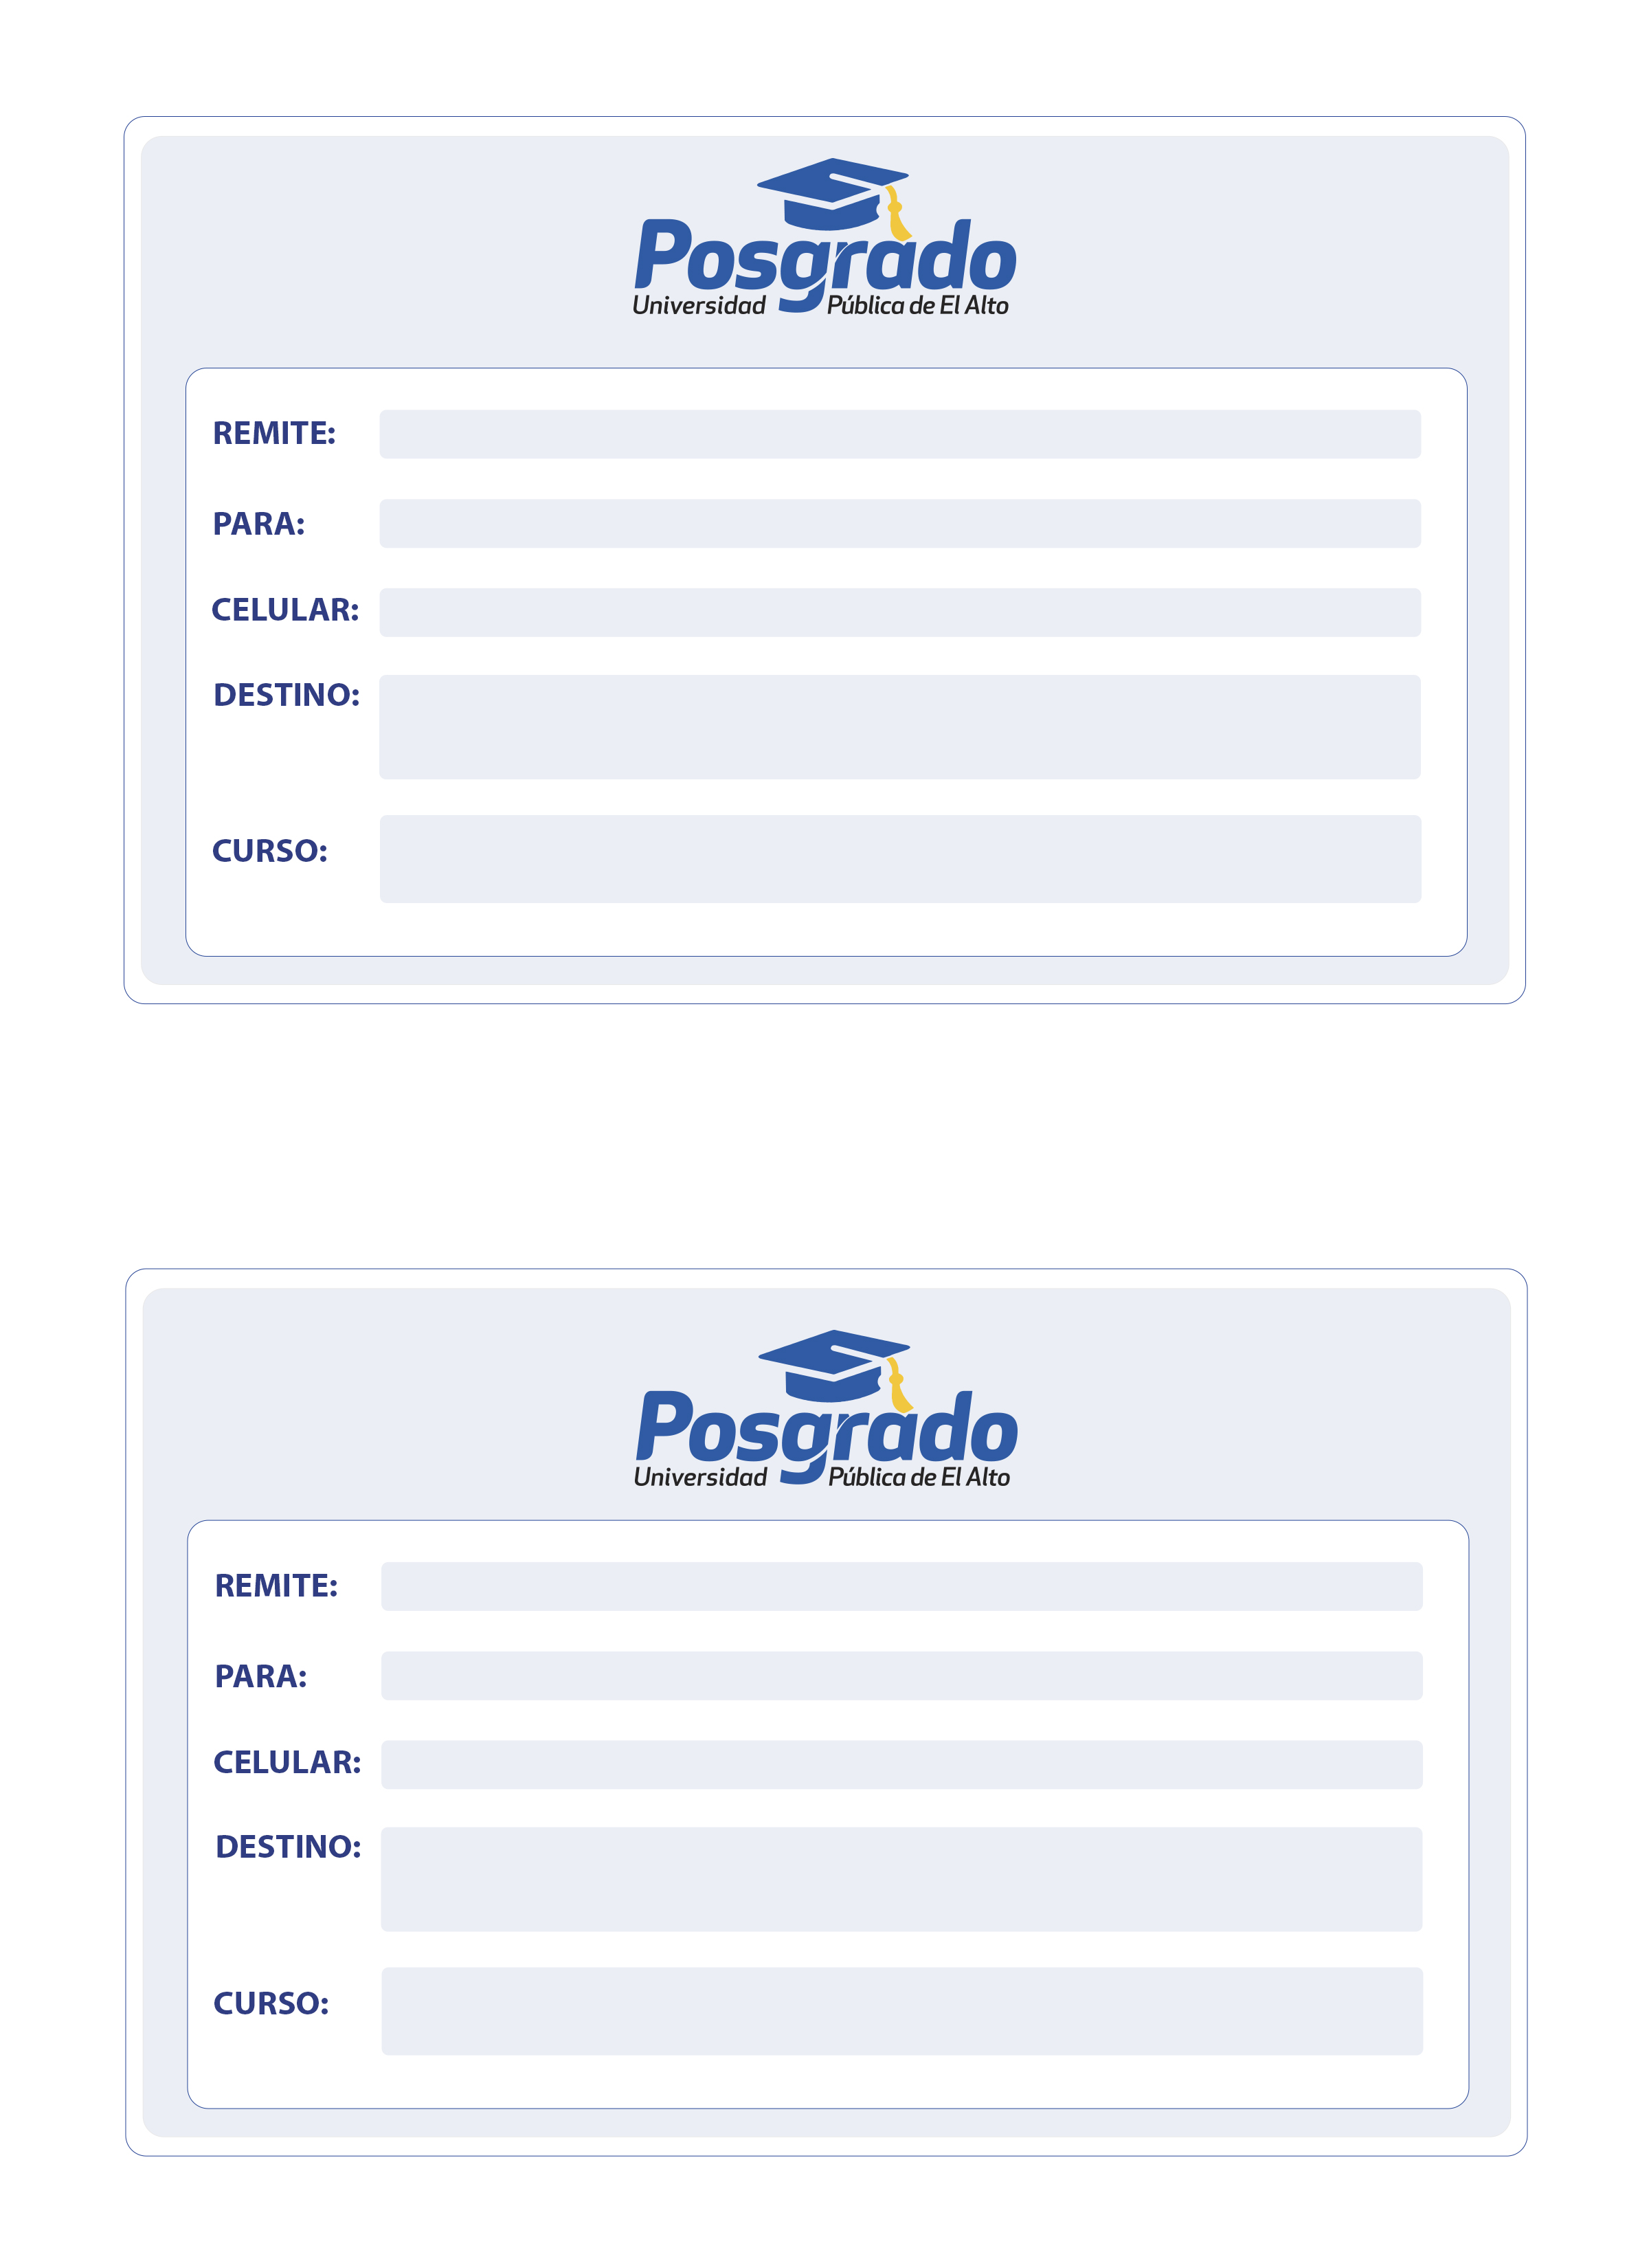 Posgrado
Universidad Pública de El Alto
REMITE:
PARA:
CELULAR:
DESTINO:
CURSO:
Posgrado
Universidad Pública de El Alto
REMITE:
PARA:
CELULAR:
DESTINO:
CURSO: